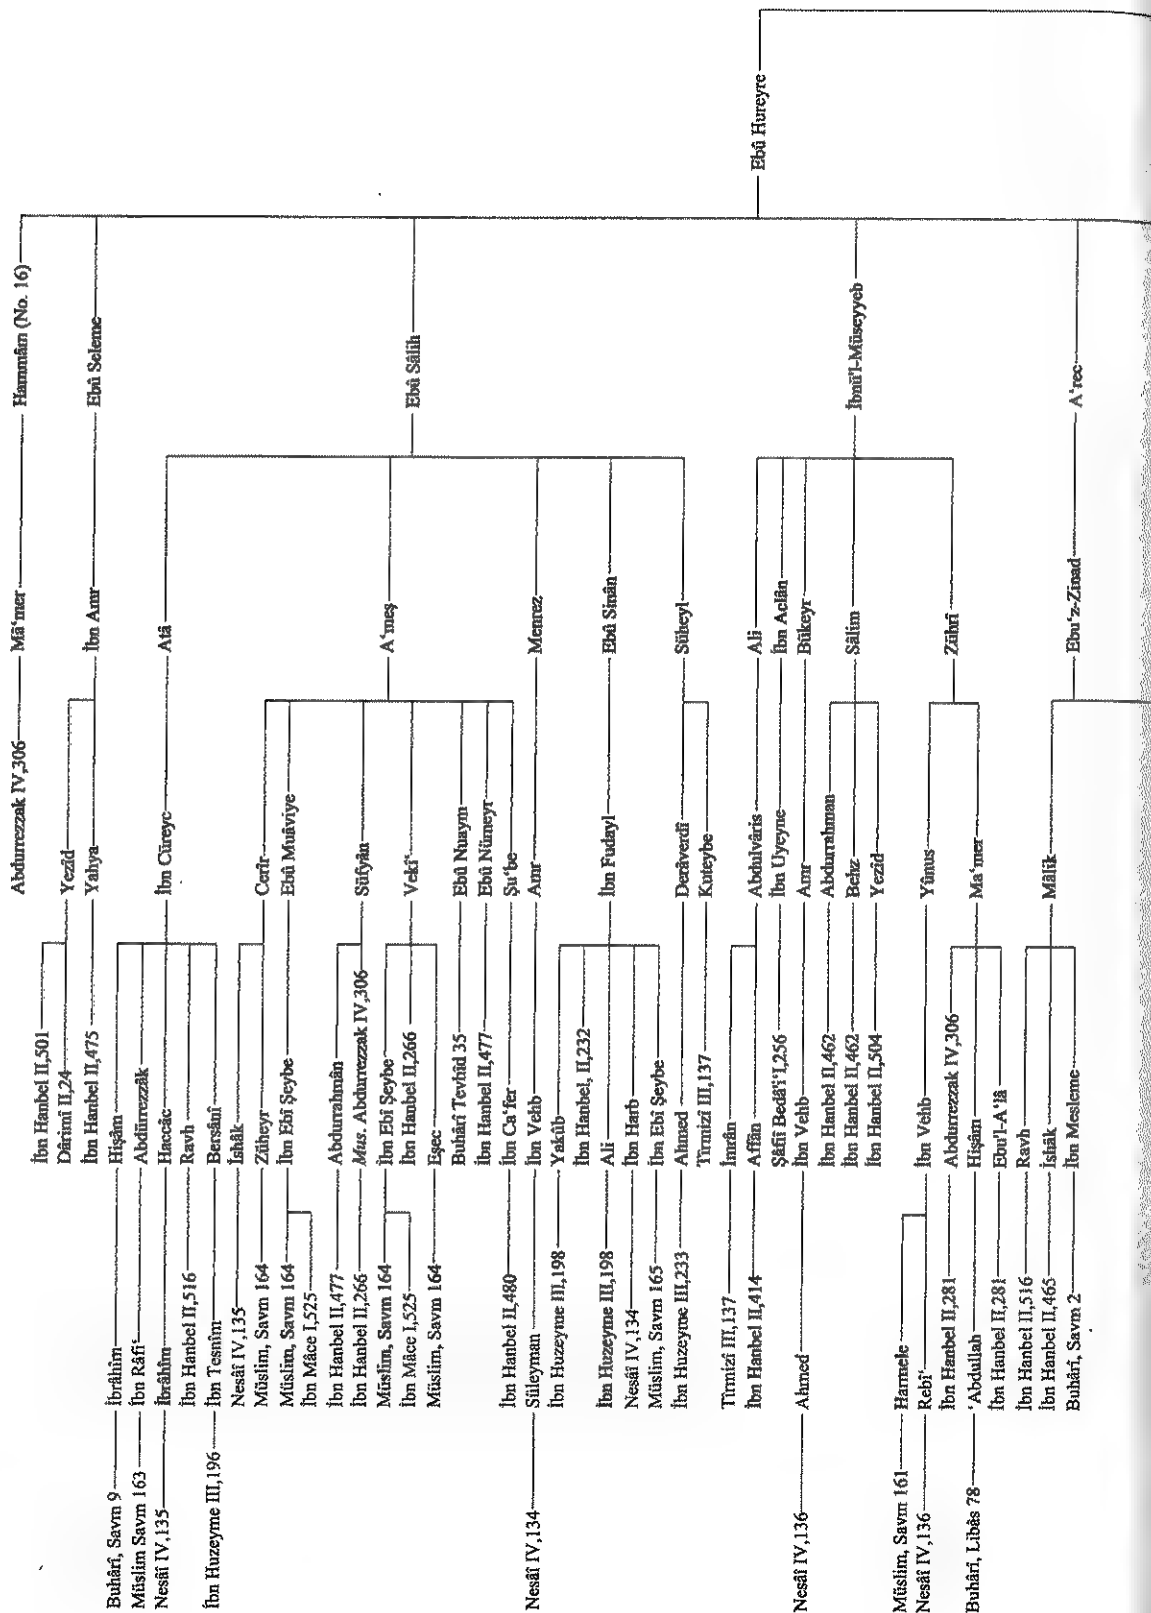 Abdurrezzak IV,306 Mâ‘mer Hammâm (No. 16)
İbn Hanbel II,501
Dârimî II,24 Yezîd
İbn Hanbel II,475 Yahya İbn Amr Ebû Seleme
Buhârî, Savm 9 İbrâhim Hişâm
Müslim Savm 163 İbn Râfi‘ Abdürrezzâk
Nesâî IV,135 İbrâhim Haccâc İbn Cüreyc Atâ
İbn Hanbel II,516 Ravh
İbn Huzeyme III,196 İbn Tesnîm Bersânî
Nesâî IV,135 İshâk
Müslim, Savm 164 Züheyr Cerîr
Müslim, Savm 164 İbn Ebî Şeybe Ebû Muâviye
İbn Mâce I,525
İbn Hanbel II,477 Abdurrahmân
İbn Hanbel II,266 Mus. Abdurrezzak IV,306 Süfyân
Müslim, Savm 164 İbn Ebî Şeybe A‘meş
İbn Mâce I,525 İbn Hanbel II,266 Vekî‘ Ebû Sâlih
Müslim, Savm 164 Eşec
Buhârî Tevhîd 35 Ebû Nuaym
İbn Hanbel II,477 Ebû Nümeyr
İbn Hanbel II,480 İbn Ca‘fer Şu‘be
Nesâî IV,134 Süleyman İbn Vehb Amr Menrez
İbn Huzeyme III,198 Yakûb
İbn Hanbel, II,232
İbn Huzeyme III,198 Ali İbn Fudayl Ebû Sinân
Nesâî IV,134 İbn Harb
Müslim, Savm 165 İbn Ebî Şeybe
İbn Huzeyme III,233 Ahmed Derâverdî Süheyl
Tirmizî III,137 Kuteybe
Tirmizî III,137 İmrân
İbn Hanbel II,414 Affân Abdulvâris Ali Ebû Hureyre
Şâfiî Bedâ'i‘I,256 İbn Uyeyne İbn Aclân
Nesâî IV,136 Ahmed İbn Vehb Amr Bükeyr
İbn Hanbel II,462 Abdurrahman
İbn Hanbel II,462 Behz Sâlim İbnü'l-Müseyyeb
İbn Hanbel II,504 Yezîd
Müslim, Savm 161 Harmele
Nesâî IV,136 Rebî‘ İbn Vehb Yûnus
İbn Hanbel II,281 Abdurrezzak IV,306 Zührî
Buhârî, Libâs 78 ‘Abdullah Hişâm Ma‘mer
İbn Hanbel II,281 Ebu'l-A‘lâ
İbn Hanbel II,516 Ravh
İbn Hanbel II,465 İshâk Mâlik
Buhârî, Savm 2 İbn Mesleme Ebu‘z-Zinad A‘rec